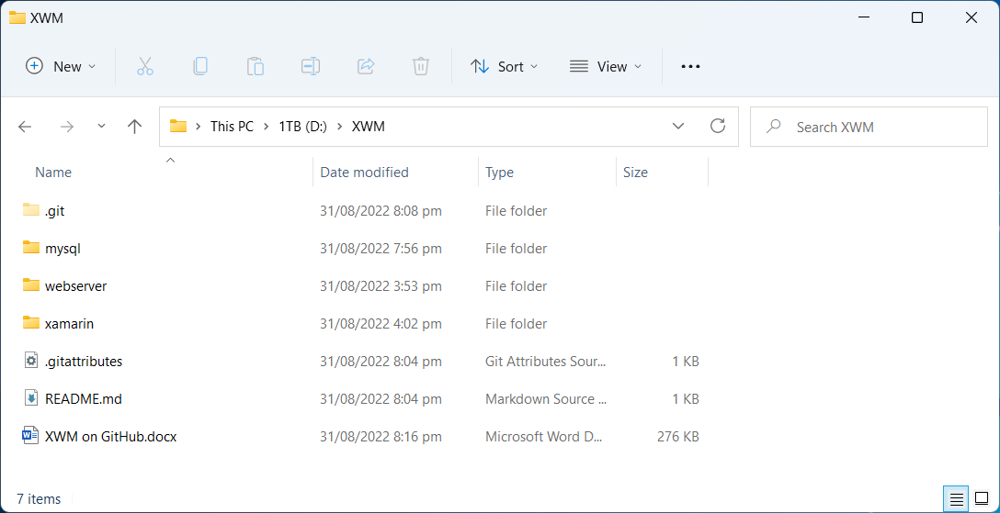 XWM
New Sort View
This PC > 1TB (D:) > XWM Search XWM
Name Date modified Type Size
.git 31/08/2022 8:08 pm File folder
mysql 31/08/2022 7:56 pm File folder
webserver 31/08/2022 3:53 pm File folder
xamarin 31/08/2022 4:02 pm File folder
.gitattributes 31/08/2022 8:04 pm Git Attributes Sour... 1 KB
README.md 31/08/2022 8:04 pm Markdown Source ... 1 KB
XWM on GitHub.docx 31/08/2022 8:16 pm Microsoft Word D... 276 KB
7 items